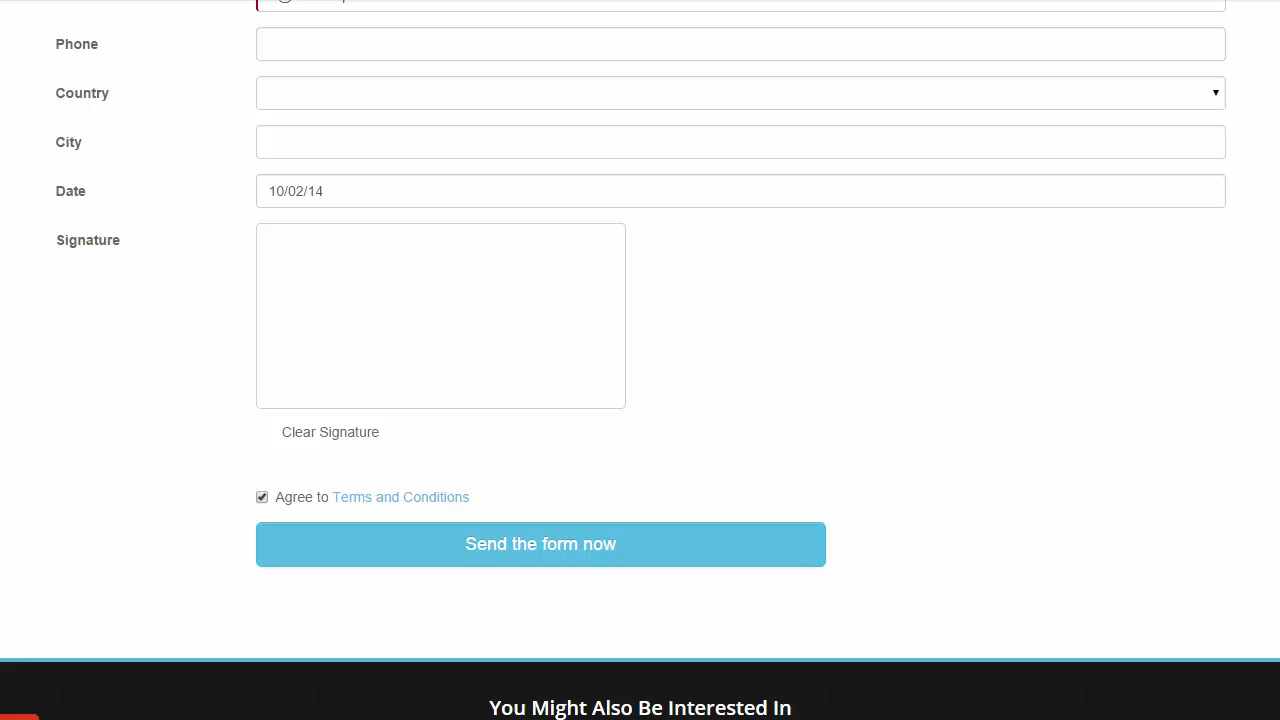 Phone
Country
City
Date
10/02/14
Signature
Clear Signature
Agree to Terms and Conditions
Send the form now
You Might Also Be Interested In